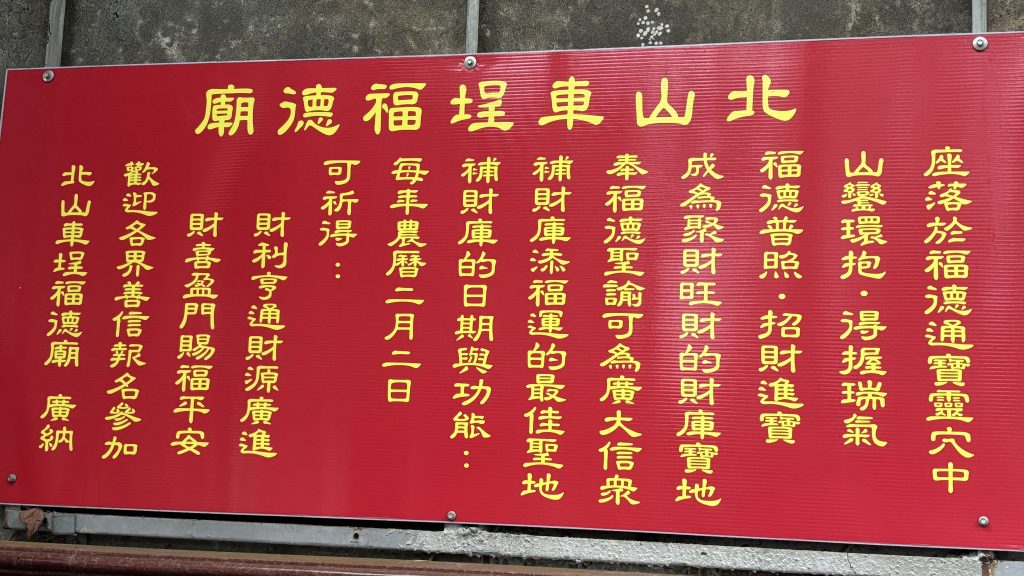 北山車埕福德廟
座落於福德通寶靈穴中
山巒環抱．得握瑞氣
福德普照．招財進寶
成為聚財旺財的財庫寶地
奉福德聖諭可為廣大信眾
補財庫添福運的最佳聖地
補財庫的日期與功能：
每年農曆二月二日
可祈得：
財利亨通財源廣進
財喜盈門賜福平安
歡迎各界善信報名參加
北山車埕福德廟 廣納